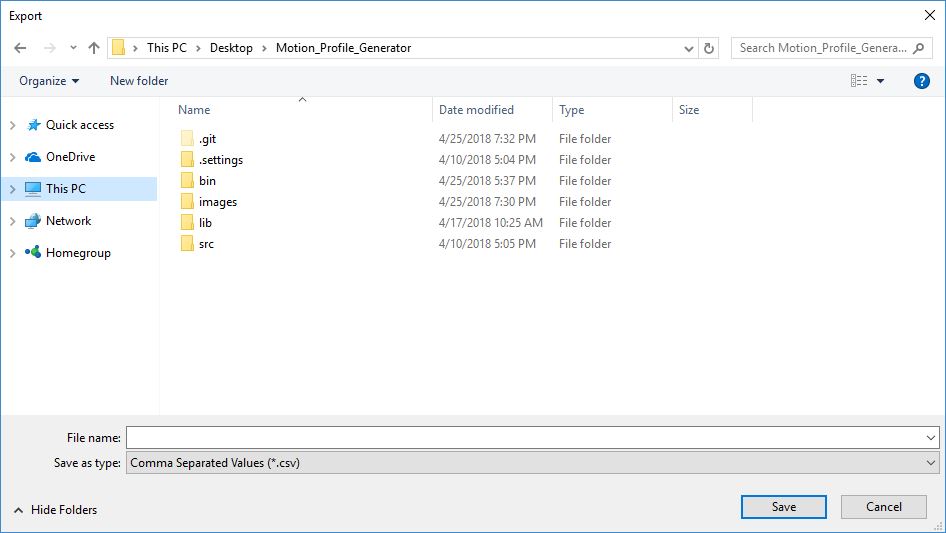 Export
This PC > Desktop > Motion_Profile_Generator
Search Motion_Profile_Genera...
Organize New folder ?
Name Date modified Type Size
Quick access
OneDrive
This PC
Network
Homegroup
.git 4/25/2018 7:32 PM File folder
.settings 4/10/2018 5:04 PM File folder
bin 4/25/2018 5:37 PM File folder
images 4/25/2018 7:30 PM File folder
lib 4/17/2018 10:25 AM File folder
src 4/10/2018 5:05 PM File folder
File name:
Save as type: Comma Separated Values (*.csv)
Hide Folders Save Cancel